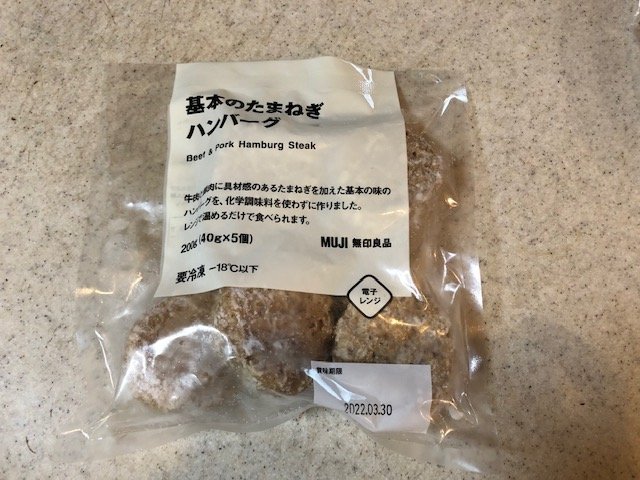 基本のたまねぎ
ハンバーグ
Beef & Pork Hamburg Steak
牛肉 肉に具材感のあるたまねぎを加えた基本の味の
ハンバーグを、化学調味料を使わずに作りました。
レンジで温めるだけで食べられます。
200g(40g×5個)
MUJI 無印良品
要冷凍 -18℃以下
電子
レンジ
賞味期限
2022.03.30